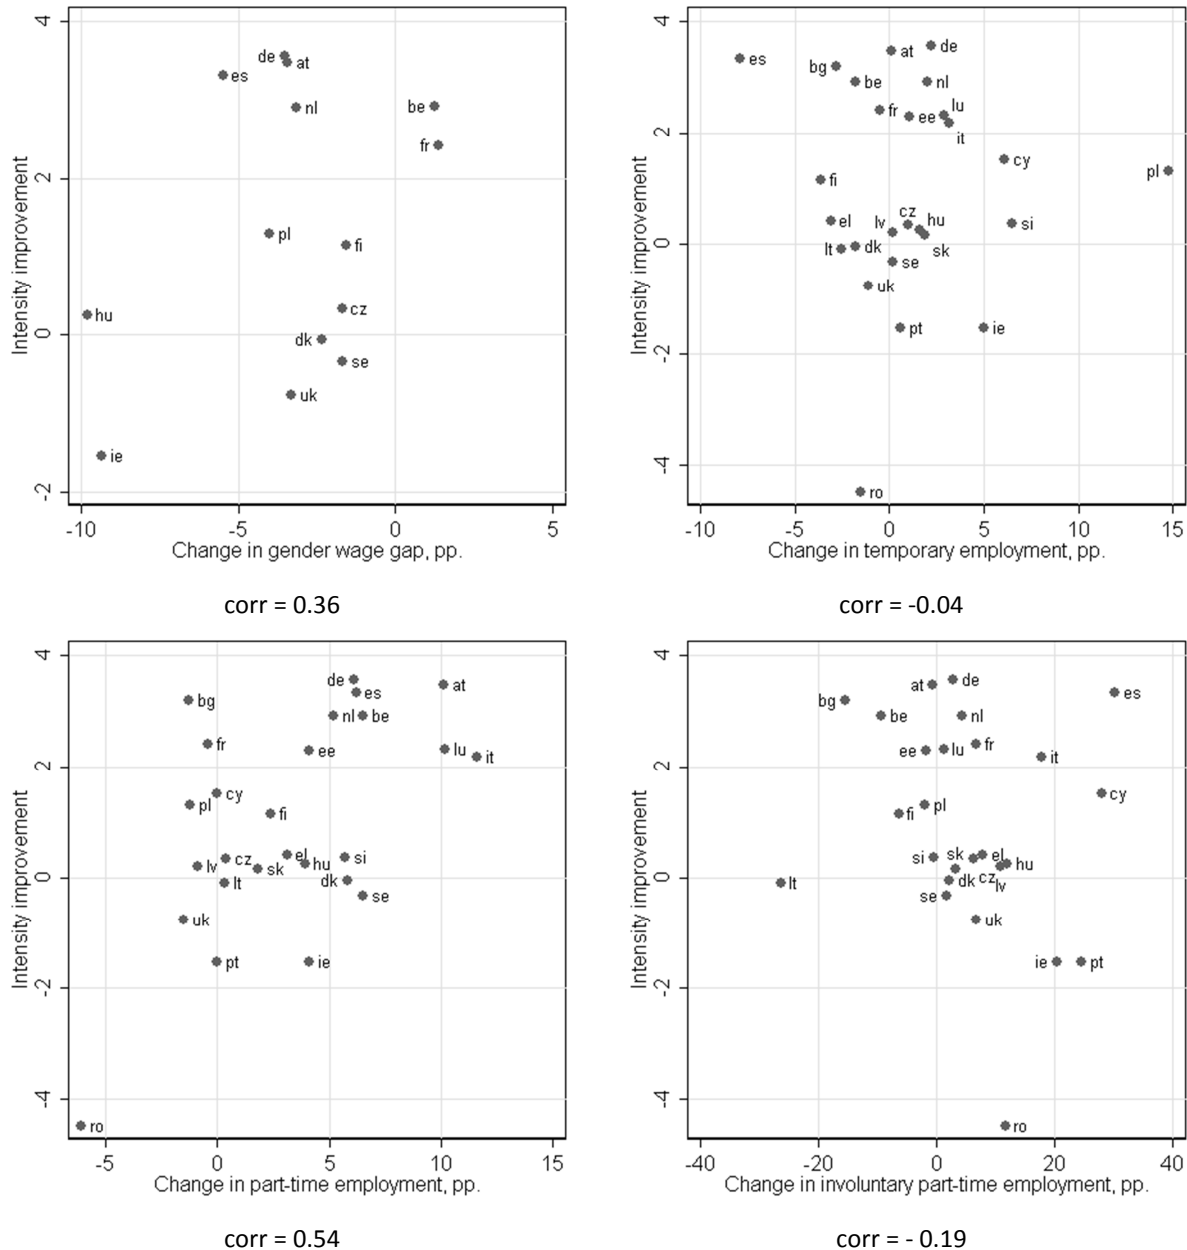 4
2
0
-2
Intensity improvement
de
at
es
nl
be
fr
pl
fi
hu
cz
dk
se
uk
ie
-10 -5 0 5
Change in gender wage gap, pp.
corr = 0.36
4
2
0
-2
-4
Intensity improvement
de
at
es
bg
be
nl
fr
ee
lu
it
cy
pl
fi
el
lv
cz
hu
si
lt
dk
sk
se
uk
pt
ie
ro
-10 -5 0 5 10 15
Change in temporary employment, pp.
corr = -0.04
4
2
0
-2
-4
Intensity improvement
de
at
es
bg
nl
be
fr
ee
lu
it
cy
pl
fi
lv
cz
sk
el
hu
si
lt
dk
se
uk
pt
ie
ro
-5 0 5 10 15
Change in part-time employment, pp.
corr = 0.54
4
2
0
-2
-4
Intensity improvement
at
de
es
bg
be
nl
fr
ee
lu
it
cy
pl
fi
si
sk
el
hu
lt
dk
cz
lv
se
uk
ie
pt
ro
-40 -20 0 20 40
Change in involuntary part-time employment, pp.
corr = - 0.19